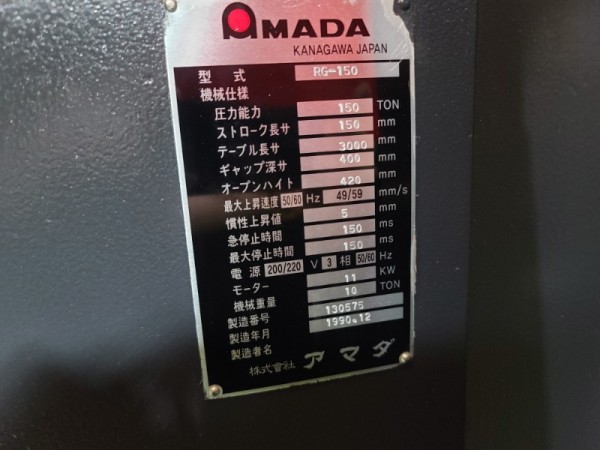 AMADA
KANAGAWA JAPAN
型式 RG-150
機械仕様
圧力能力 150 TON
ストローク長サ 150 mm
テーブル長サ 3000 mm
ギャップ深サ 400 mm
オープンハイト 420 mm
最大上昇速度 50/60 Hz 49/59 mm/s
慣性上昇値 5 mm
急停止時間 150 ms
最大停止時間 150 ms
電源 200/220 V 3 相 50/60 Hz
モーター 11 KW
機械重量 10 TON
製造番号 130575
製造年月 1990.12
製造者名
株式會社 アマダ